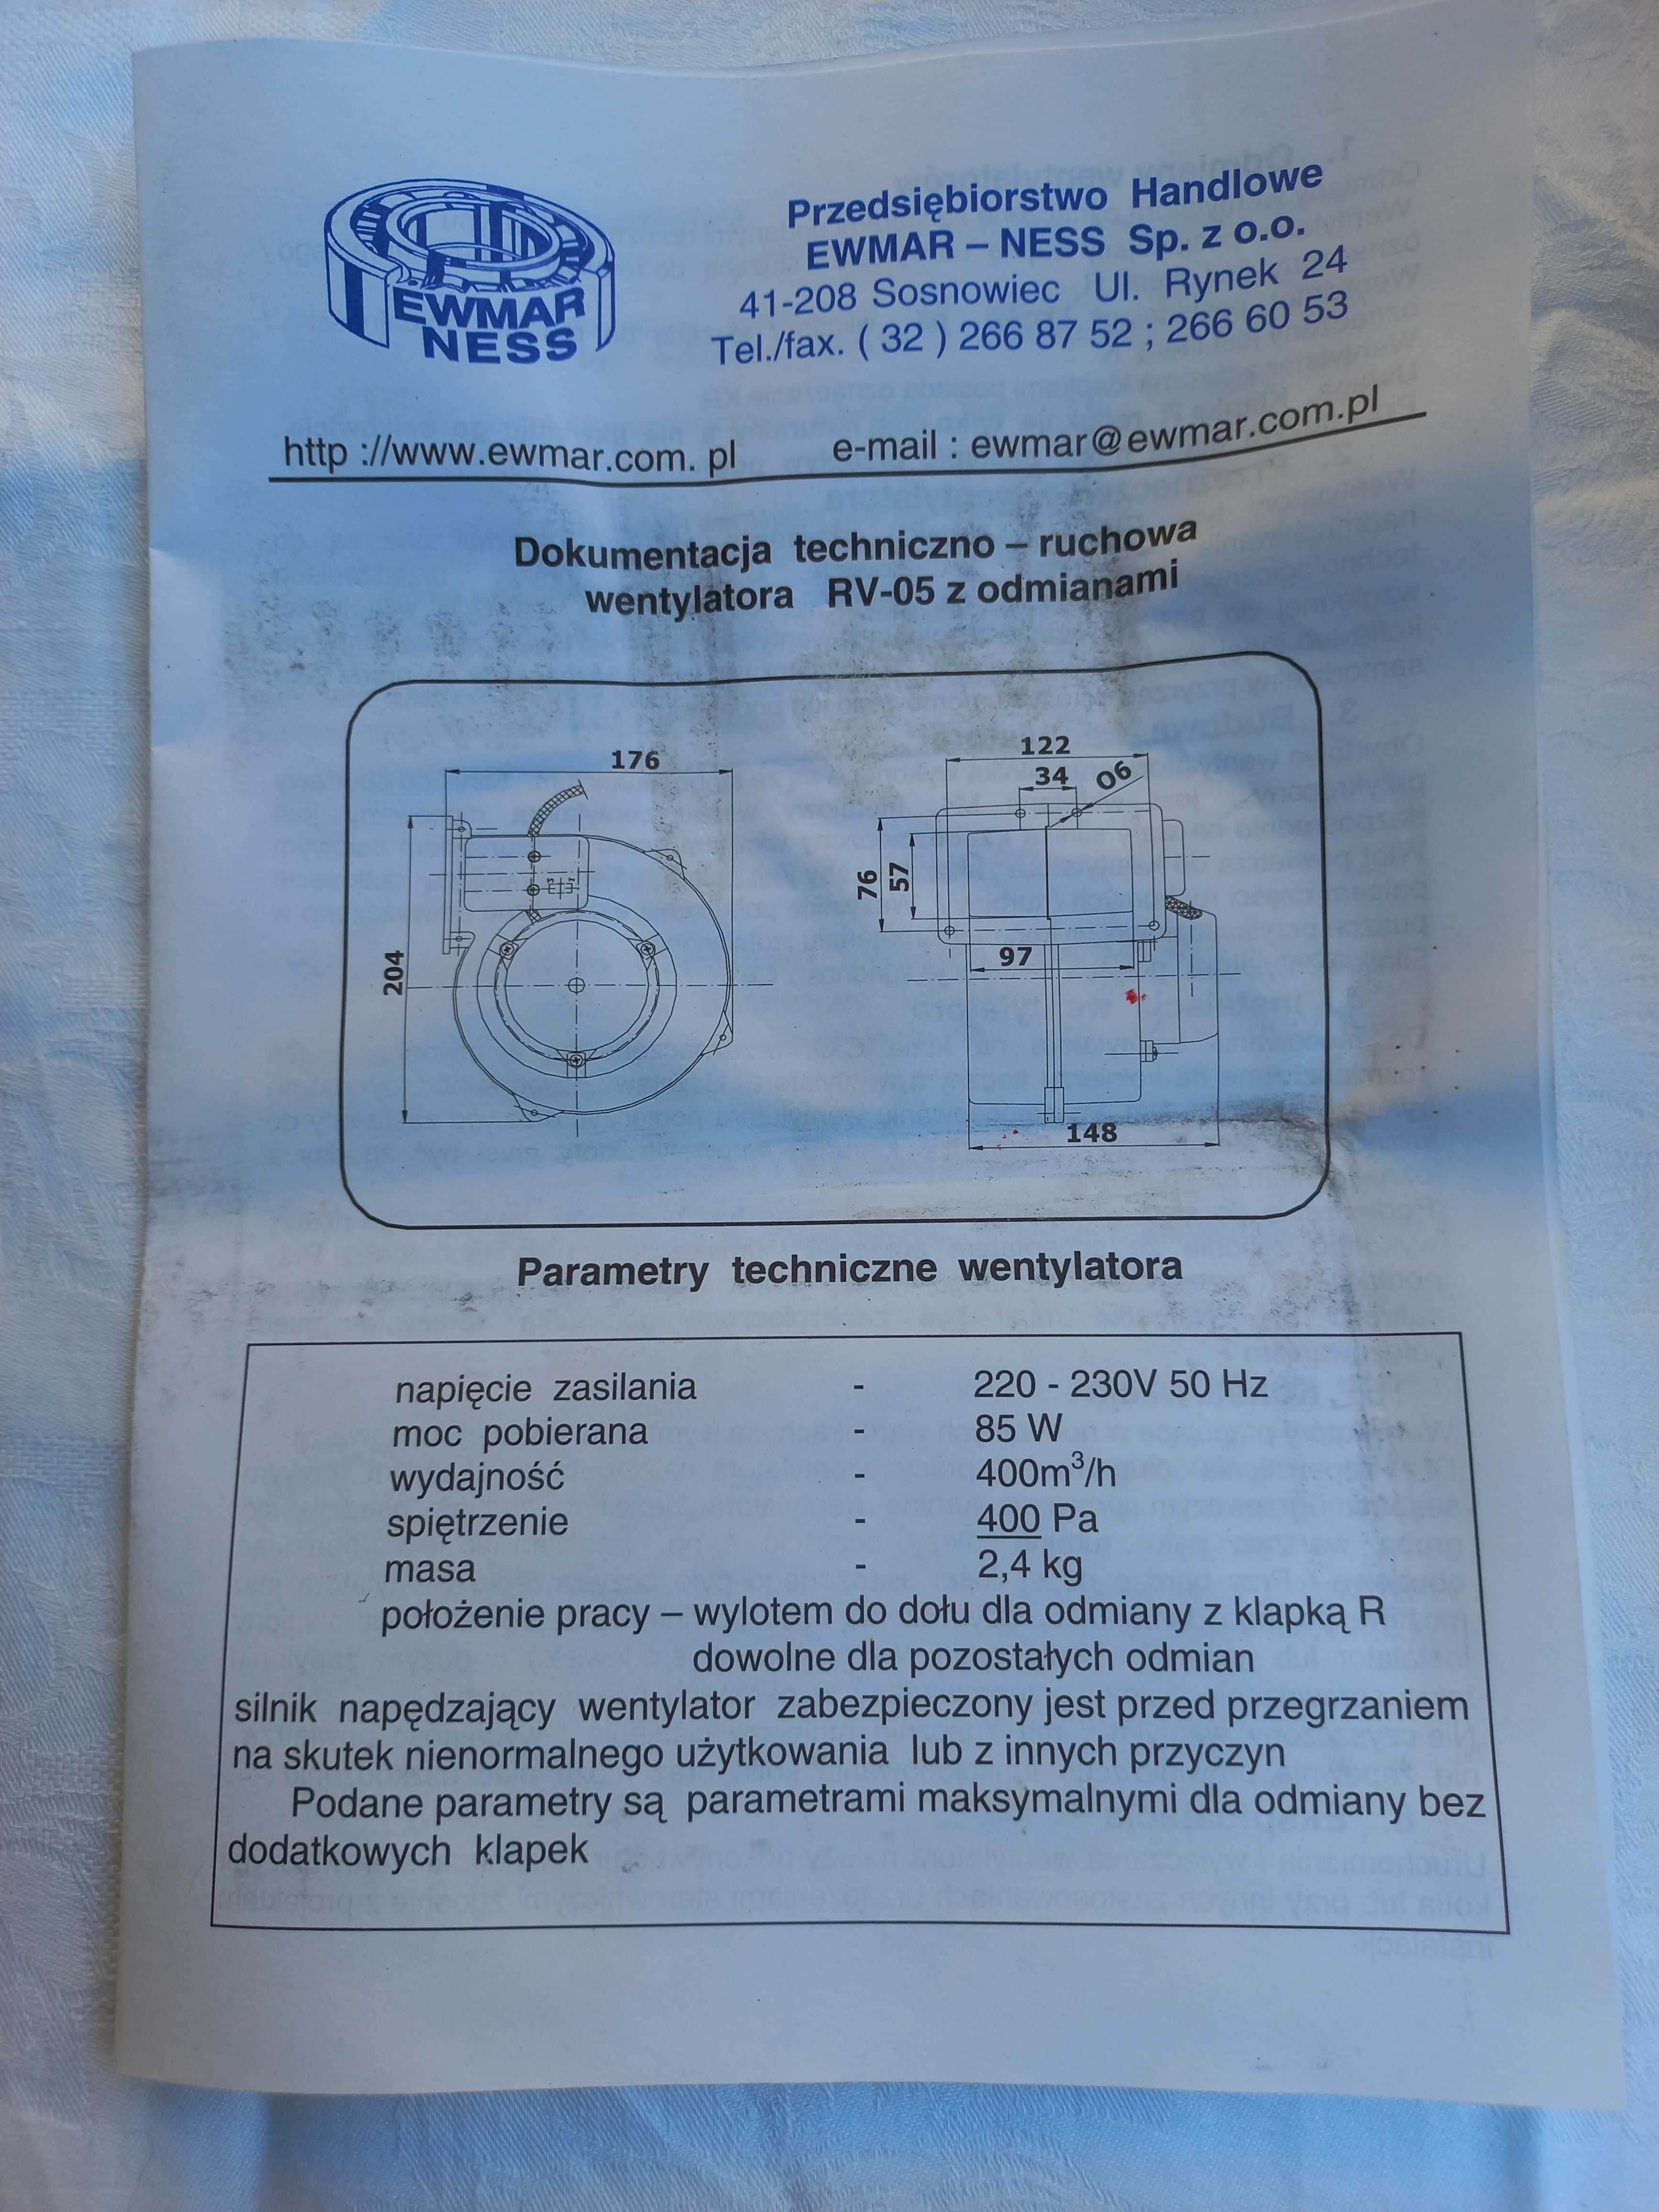 EWMAR
NESS
Przedsiębiorstwo Handlowe
EWMAR – NESS Sp. z o.o.
41-208 Sosnowiec Ul. Rynek 24
Tel./fax. ( 32 ) 266 87 52 ; 266 60 53
http ://www.ewmar.com. pl e-mail : ewmar@ewmar.com.pl
Dokumentacja techniczno – ruchowa
wentylatora RV-05 z odmianami
176
204
122
34 O6
76
57
97
148
Parametry techniczne wentylatora
napięcie zasilania - 220 - 230V 50 Hz
moc pobierana - 85 W
wydajność - 400m³/h
spiętrzenie - 400 Pa
masa - 2,4 kg
położenie pracy – wylotem do dołu dla odmiany z klapką R
dowolne dla pozostałych odmian
silnik napędzający wentylator zabezpieczony jest przed przegrzaniem
na skutek nienormalnego użytkowania lub z innych przyczyn
Podane parametry są parametrami maksymalnymi dla odmiany bez
dodatkowych klapek